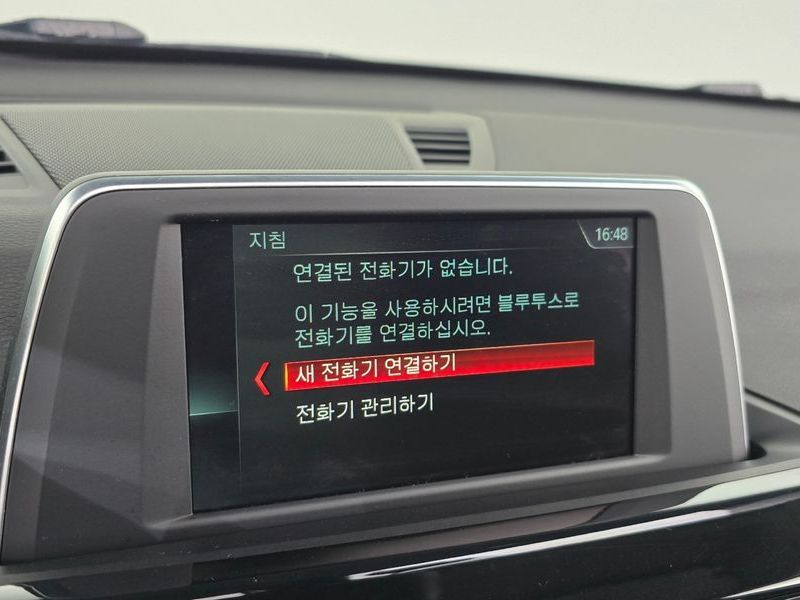 지침
16:48
연결된 전화기가 없습니다.
이 기능을 사용하시려면 블루투스로
전화기를 연결하십시오.
새 전화기 연결하기
전화기 관리하기